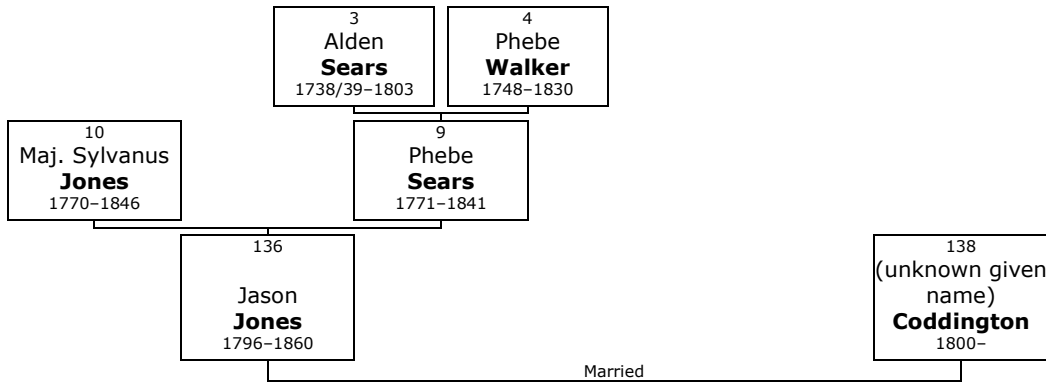 3
Alden
Sears
1738/39–1803
4
Phebe
Walker
1748–1830
10
Maj. Sylvanus
Jones
1770–1846
9
Phebe
Sears
1771–1841
136
Jason
Jones
1796–1860
138
(unknown given
name)
Coddington
1800–
Married